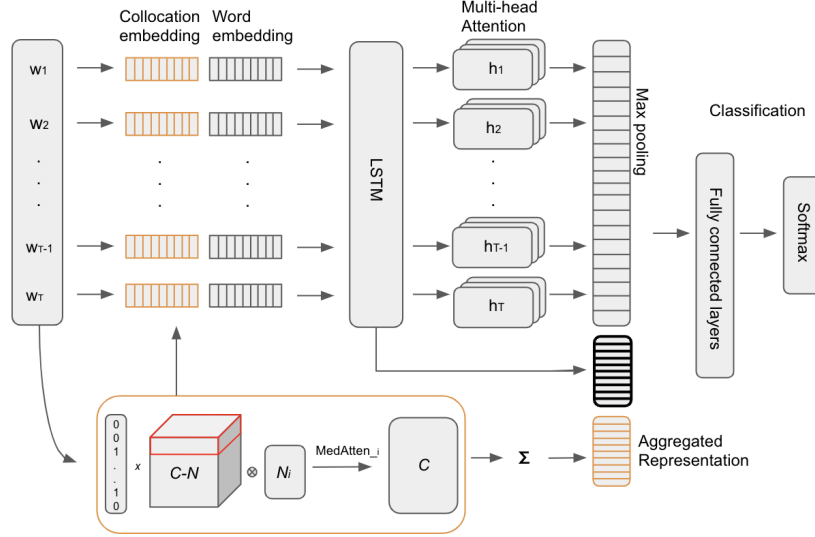 Collocation Word
embedding embedding
Multi-head
Attention
Classification
w1
w2
.
.
.
wT-1
wT
. . .
. . .
LSTM
h1
h2
.
.
.
hT-1
hT
Max pooling
Fully connected layers
Softmax
0
0
1
.
.
1
0
x
C-N
⊗
Ni
MedAtten_i
C
Σ
Aggregated
Representation